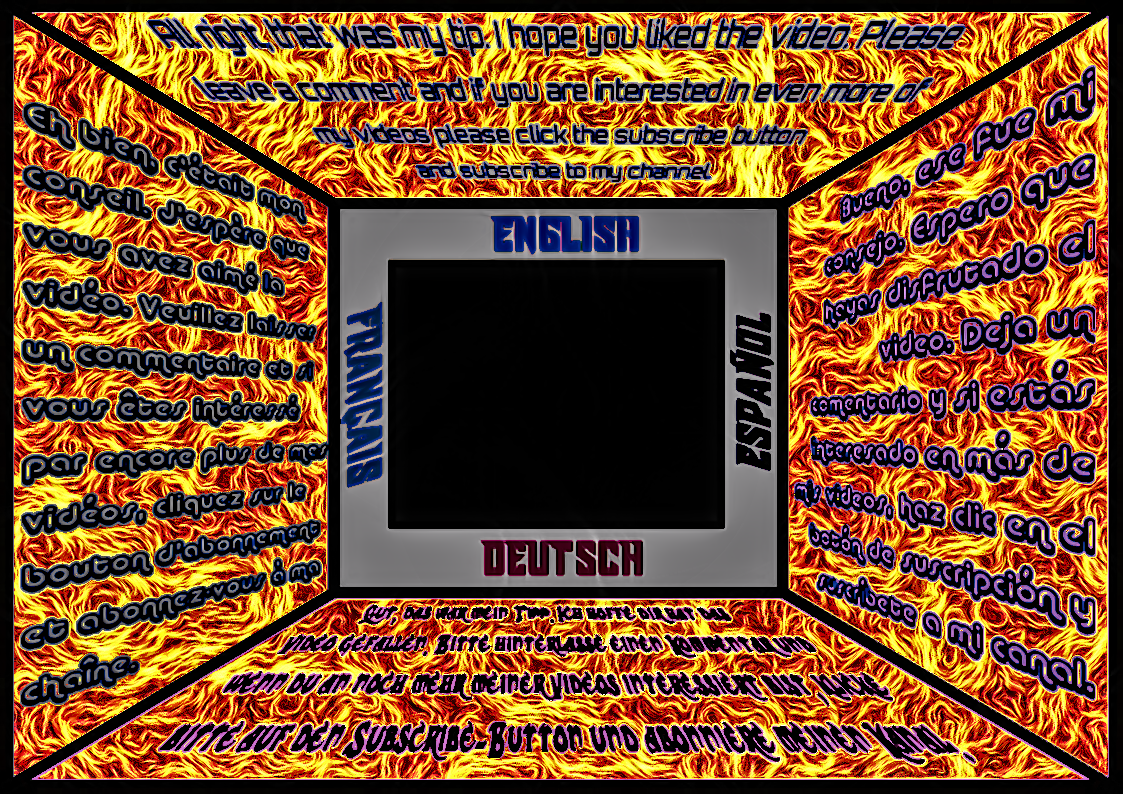 All right, that was my tip. I hope you liked the video. Please
leave a comment and if you are interested in even more of
my videos please click the subscribe button
and subscribe to my channel.
Eh bien, c'était mon
conseil. J'espère que
vous avez aimé la
vidéo. Veuillez laisser
un commentaire et si
vous êtes intéressé
par encore plus de mes
vidéos, cliquez sur le
bouton d'abonnement
et abonnez-vous à ma
chaîne.
ENGLISH
FRANÇAIS
ESPAÑOL
DEUTSCH
Bueno, ese fue mi
consejo. Espero que
hayas disfrutado el
video. Deja un
comentario y si estás
interesado en más de
mis videos, haz clic en el
botón de suscripción y
suscríbete a mi canal.
Gut, das war mein Tipp. Ich hoffe dir hat das
Video gefallen. Bitte hinterlasse einen Kommentar und
wenn du an noch mehr meiner Videos interessiert bist, klicke
bitte auf den Subscribe-Button und abonniere meinen Kanal.